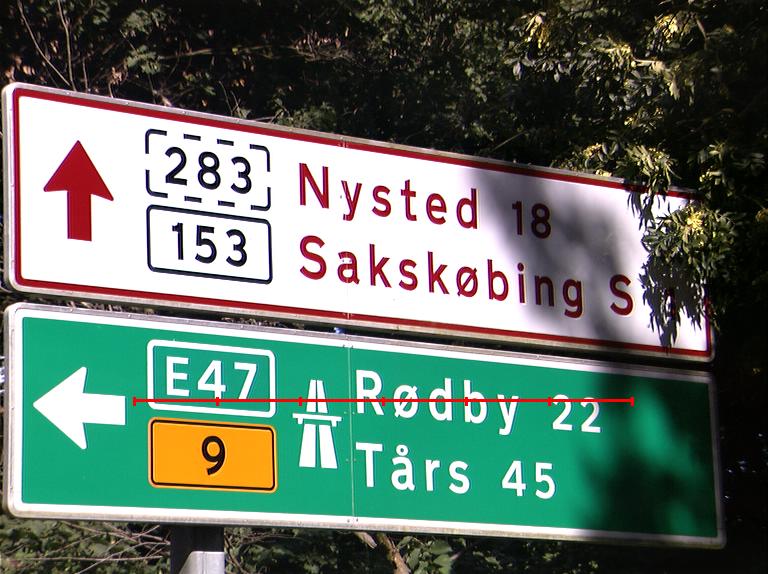 283
153
Nysted 18
Sakskøbing S
E47
9
Rødby 22
Tårs 45